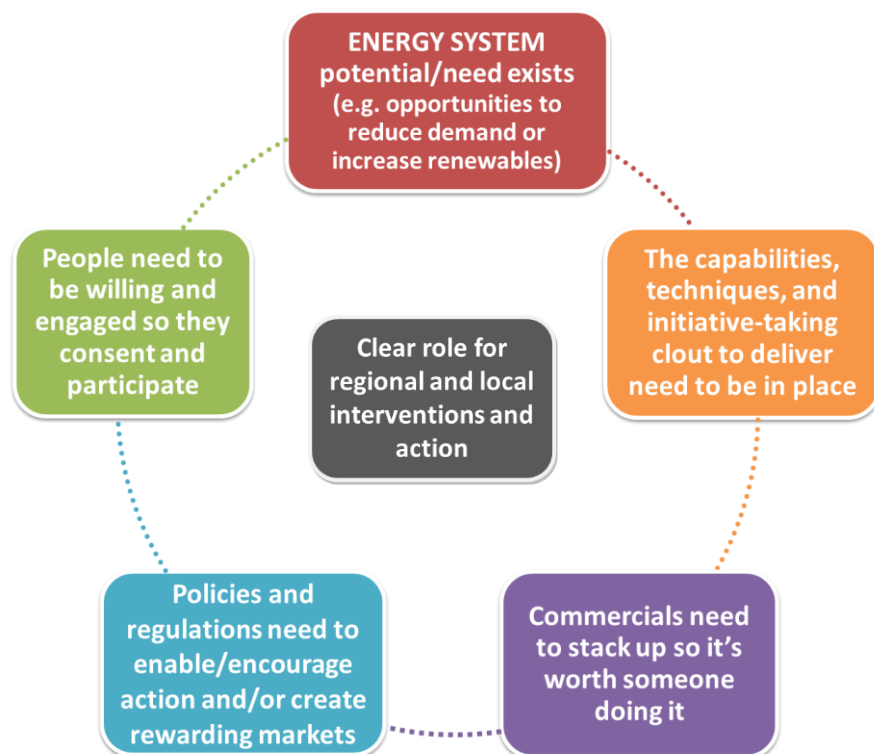 ENERGY SYSTEM
potential/need exists
(e.g. opportunities to
reduce demand or
increase renewables)
People need to
be willing and
engaged so they
consent and
participate
The capabilities,
techniques, and
initiative-taking
clout to deliver
need to be in place
Clear role for
regional and local
interventions and
action
Policies and
regulations need to
enable/encourage
action and/or create
rewarding markets
Commercials need
to stack up so it’s
worth someone
doing it